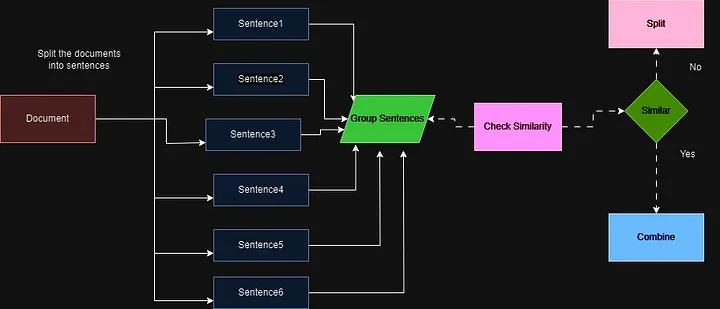 Split the documents
into sentences
Document
Sentence1
Sentence2
Sentence3
Sentence4
Sentence5
Sentence6
Group Sentences
Check Similarity
Similar
No
Split
Yes
Combine